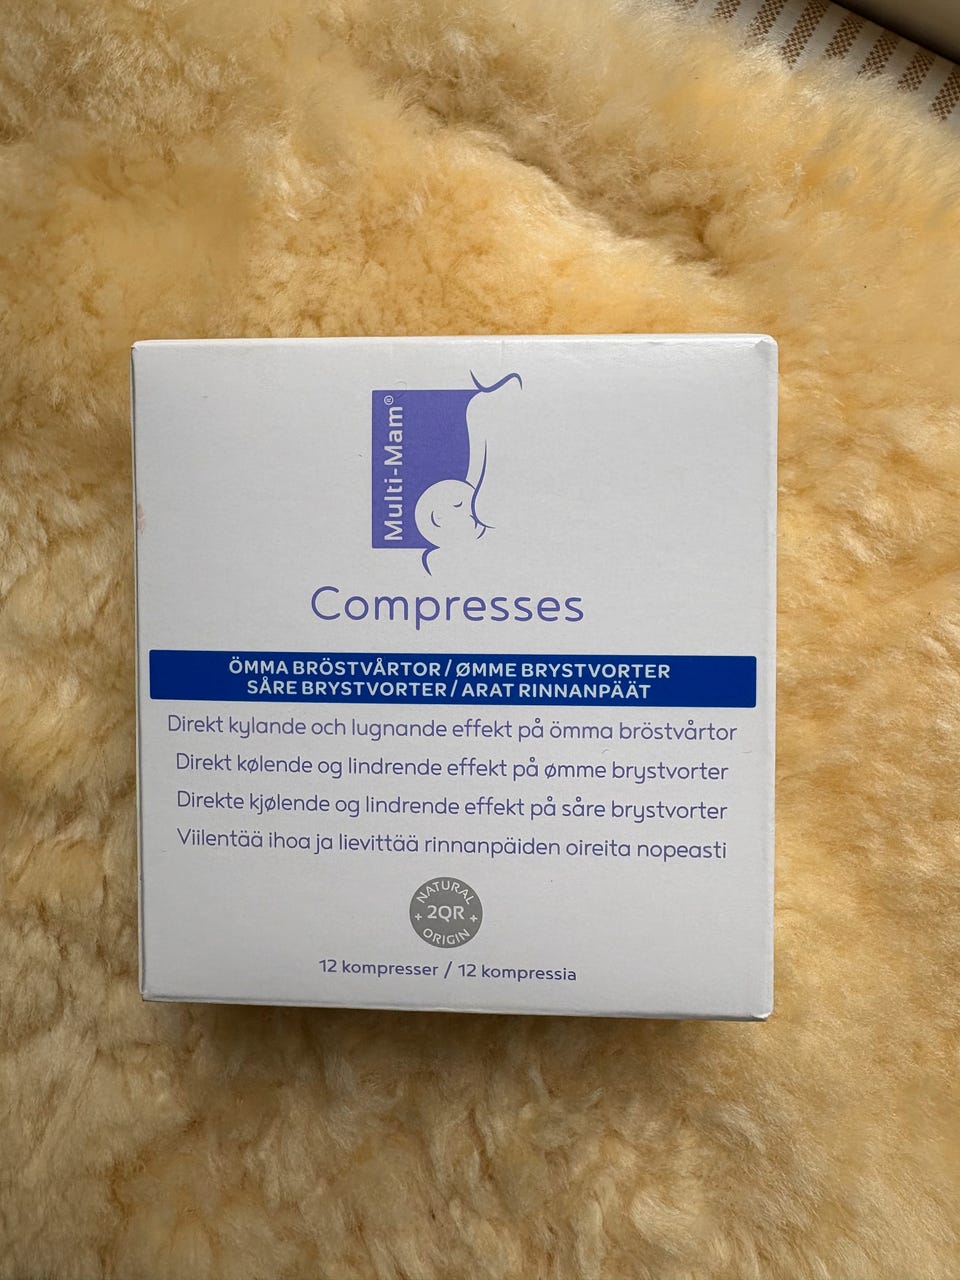 Multi-Mam®
Compresses
ÖMMA BRÖSTVÅRTOR / ØMME BRYSTVORTER
SÅRE BRYSTVORTER / ARAT RINNANPÄÄT
Direkt kylande och lugnande effekt på ömma bröstvårtor
Direkt kølende og lindrende effekt på ømme brystvorter
Direkte kjølende og lindrende effekt på såre brystvorter
Viilentää ihoa ja lievittää rinnanpäiden oireita nopeasti
NATURAL
+ 2QR +
ORIGIN
12 kompresser / 12 kompressia